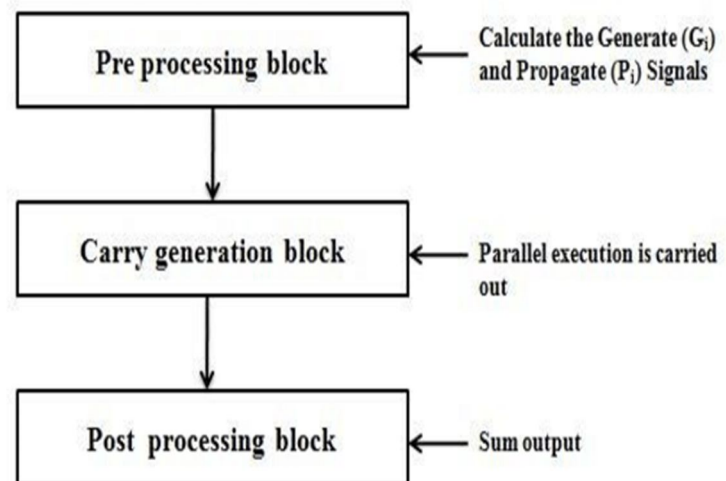 Pre processing block
Calculate the Generate (Gᵢ)
and Propagate (Pᵢ) Signals
Carry generation block
Parallel execution is carried
out
Post processing block
Sum output